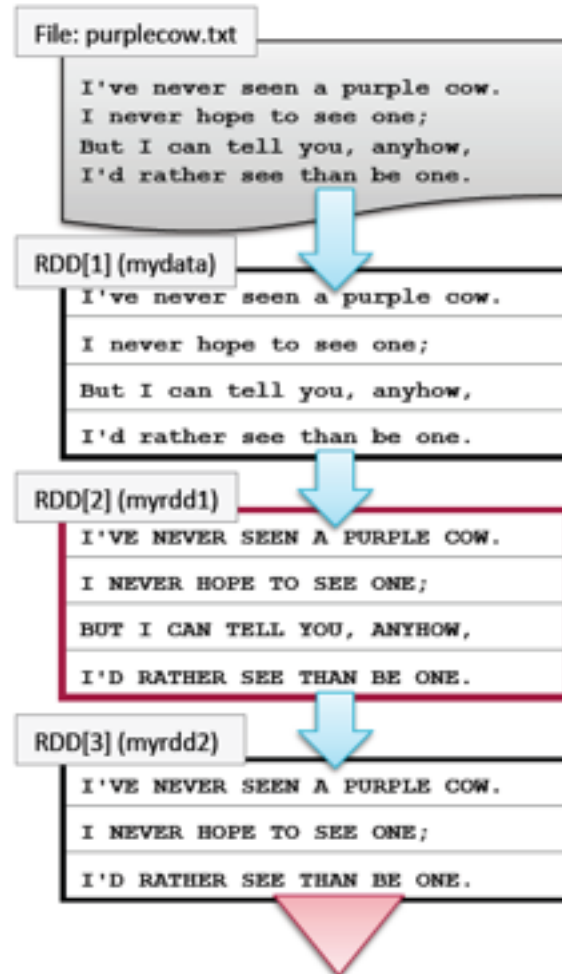 File: purplecow.txt
I've never seen a purple cow.
I never hope to see one;
But I can tell you, anyhow,
I'd rather see than be one.
RDD[1] (mydata)
I've never seen a purple cow.
I never hope to see one;
But I can tell you, anyhow,
I'd rather see than be one.
RDD[2] (myrdd1)
I'VE NEVER SEEN A PURPLE COW.
I NEVER HOPE TO SEE ONE;
BUT I CAN TELL YOU, ANYHOW,
I'D RATHER SEE THAN BE ONE.
RDD[3] (myrdd2)
I'VE NEVER SEEN A PURPLE COW.
I NEVER HOPE TO SEE ONE;
I'D RATHER SEE THAN BE ONE.